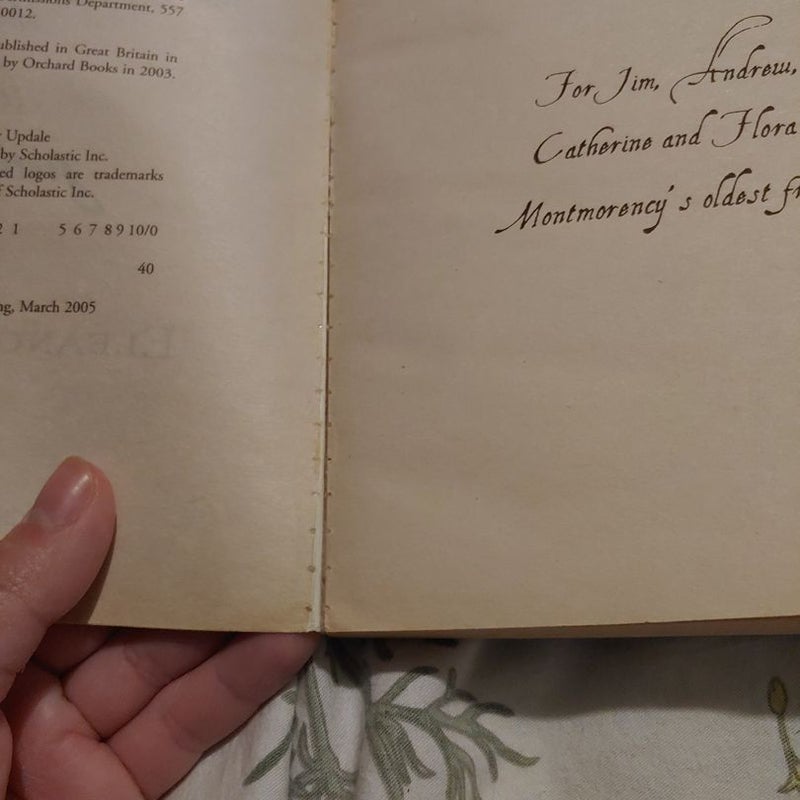 Department, 557
0012.
ublished in Great Britain in
by Orchard Books in 2003.
Updale
by Scholastic Inc.
ed logos are trademarks
f Scholastic Inc.
2 1 5 6 7 8 9 10/0
40
ng, March 2005
For Jim, Andrew,
Catherine and Flora
Montmorency's oldest fr